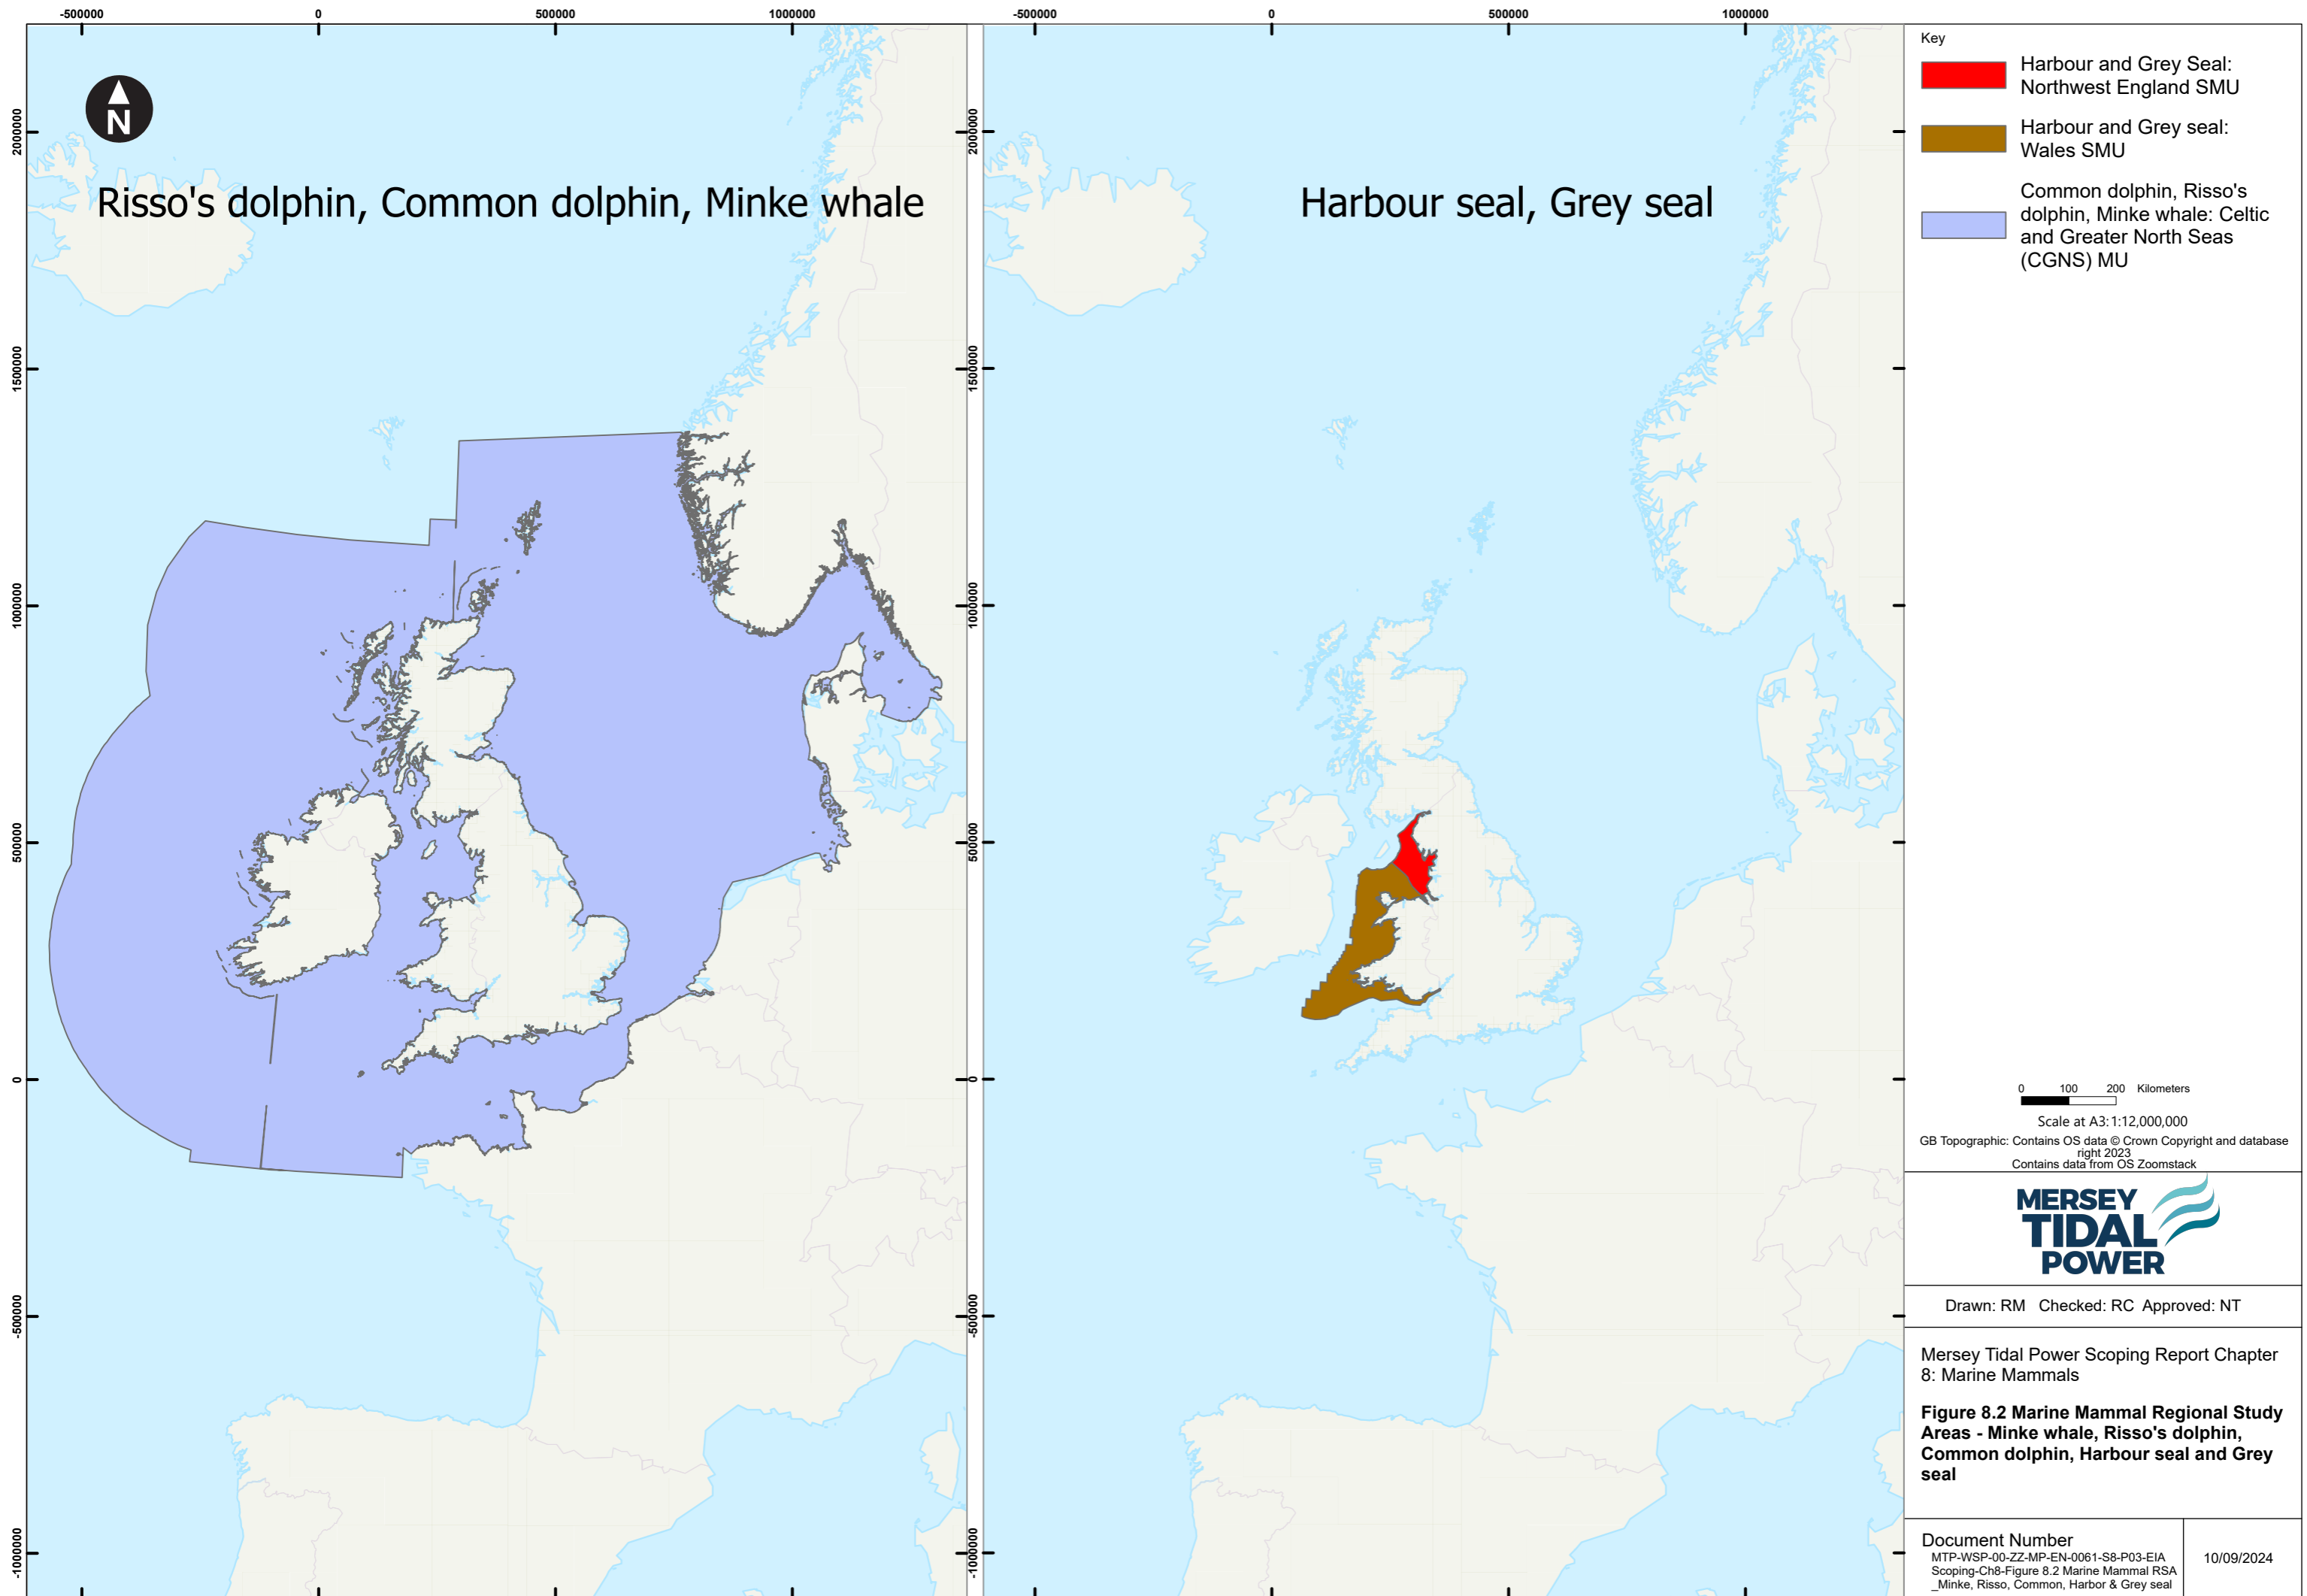 -500000 0 500000 1000000
-500000 0 500000 1000000
2000000
1500000
1000000
500000
0
-500000
-1000000
2000000
1500000
1000000
500000
0
-500000
-1000000
N
Risso's dolphin, Common dolphin, Minke whale
Harbour seal, Grey seal
Key
Harbour and Grey Seal:
Northwest England SMU
Harbour and Grey seal:
Wales SMU
Common dolphin, Risso's
dolphin, Minke whale: Celtic
and Greater North Seas
(CGNS) MU
0 100 200 Kilometers
Scale at A3: 1:12,000,000
GB Topographic: Contains OS data © Crown Copyright and database
right 2023
Contains data from OS Zoomstack
MERSEY
TIDAL
POWER
Drawn: RM Checked: RC Approved: NT
Mersey Tidal Power Scoping Report Chapter
8: Marine Mammals
Figure 8.2 Marine Mammal Regional Study
Areas - Minke whale, Risso's dolphin,
Common dolphin, Harbour seal and Grey
seal
Document Number
MTP-WSP-00-ZZ-MP-EN-0061-S8-P03-EIA
Scoping-Ch8-Figure 8.2 Marine Mammal RSA
_Minke, Risso, Common, Harbor & Grey seal
10/09/2024